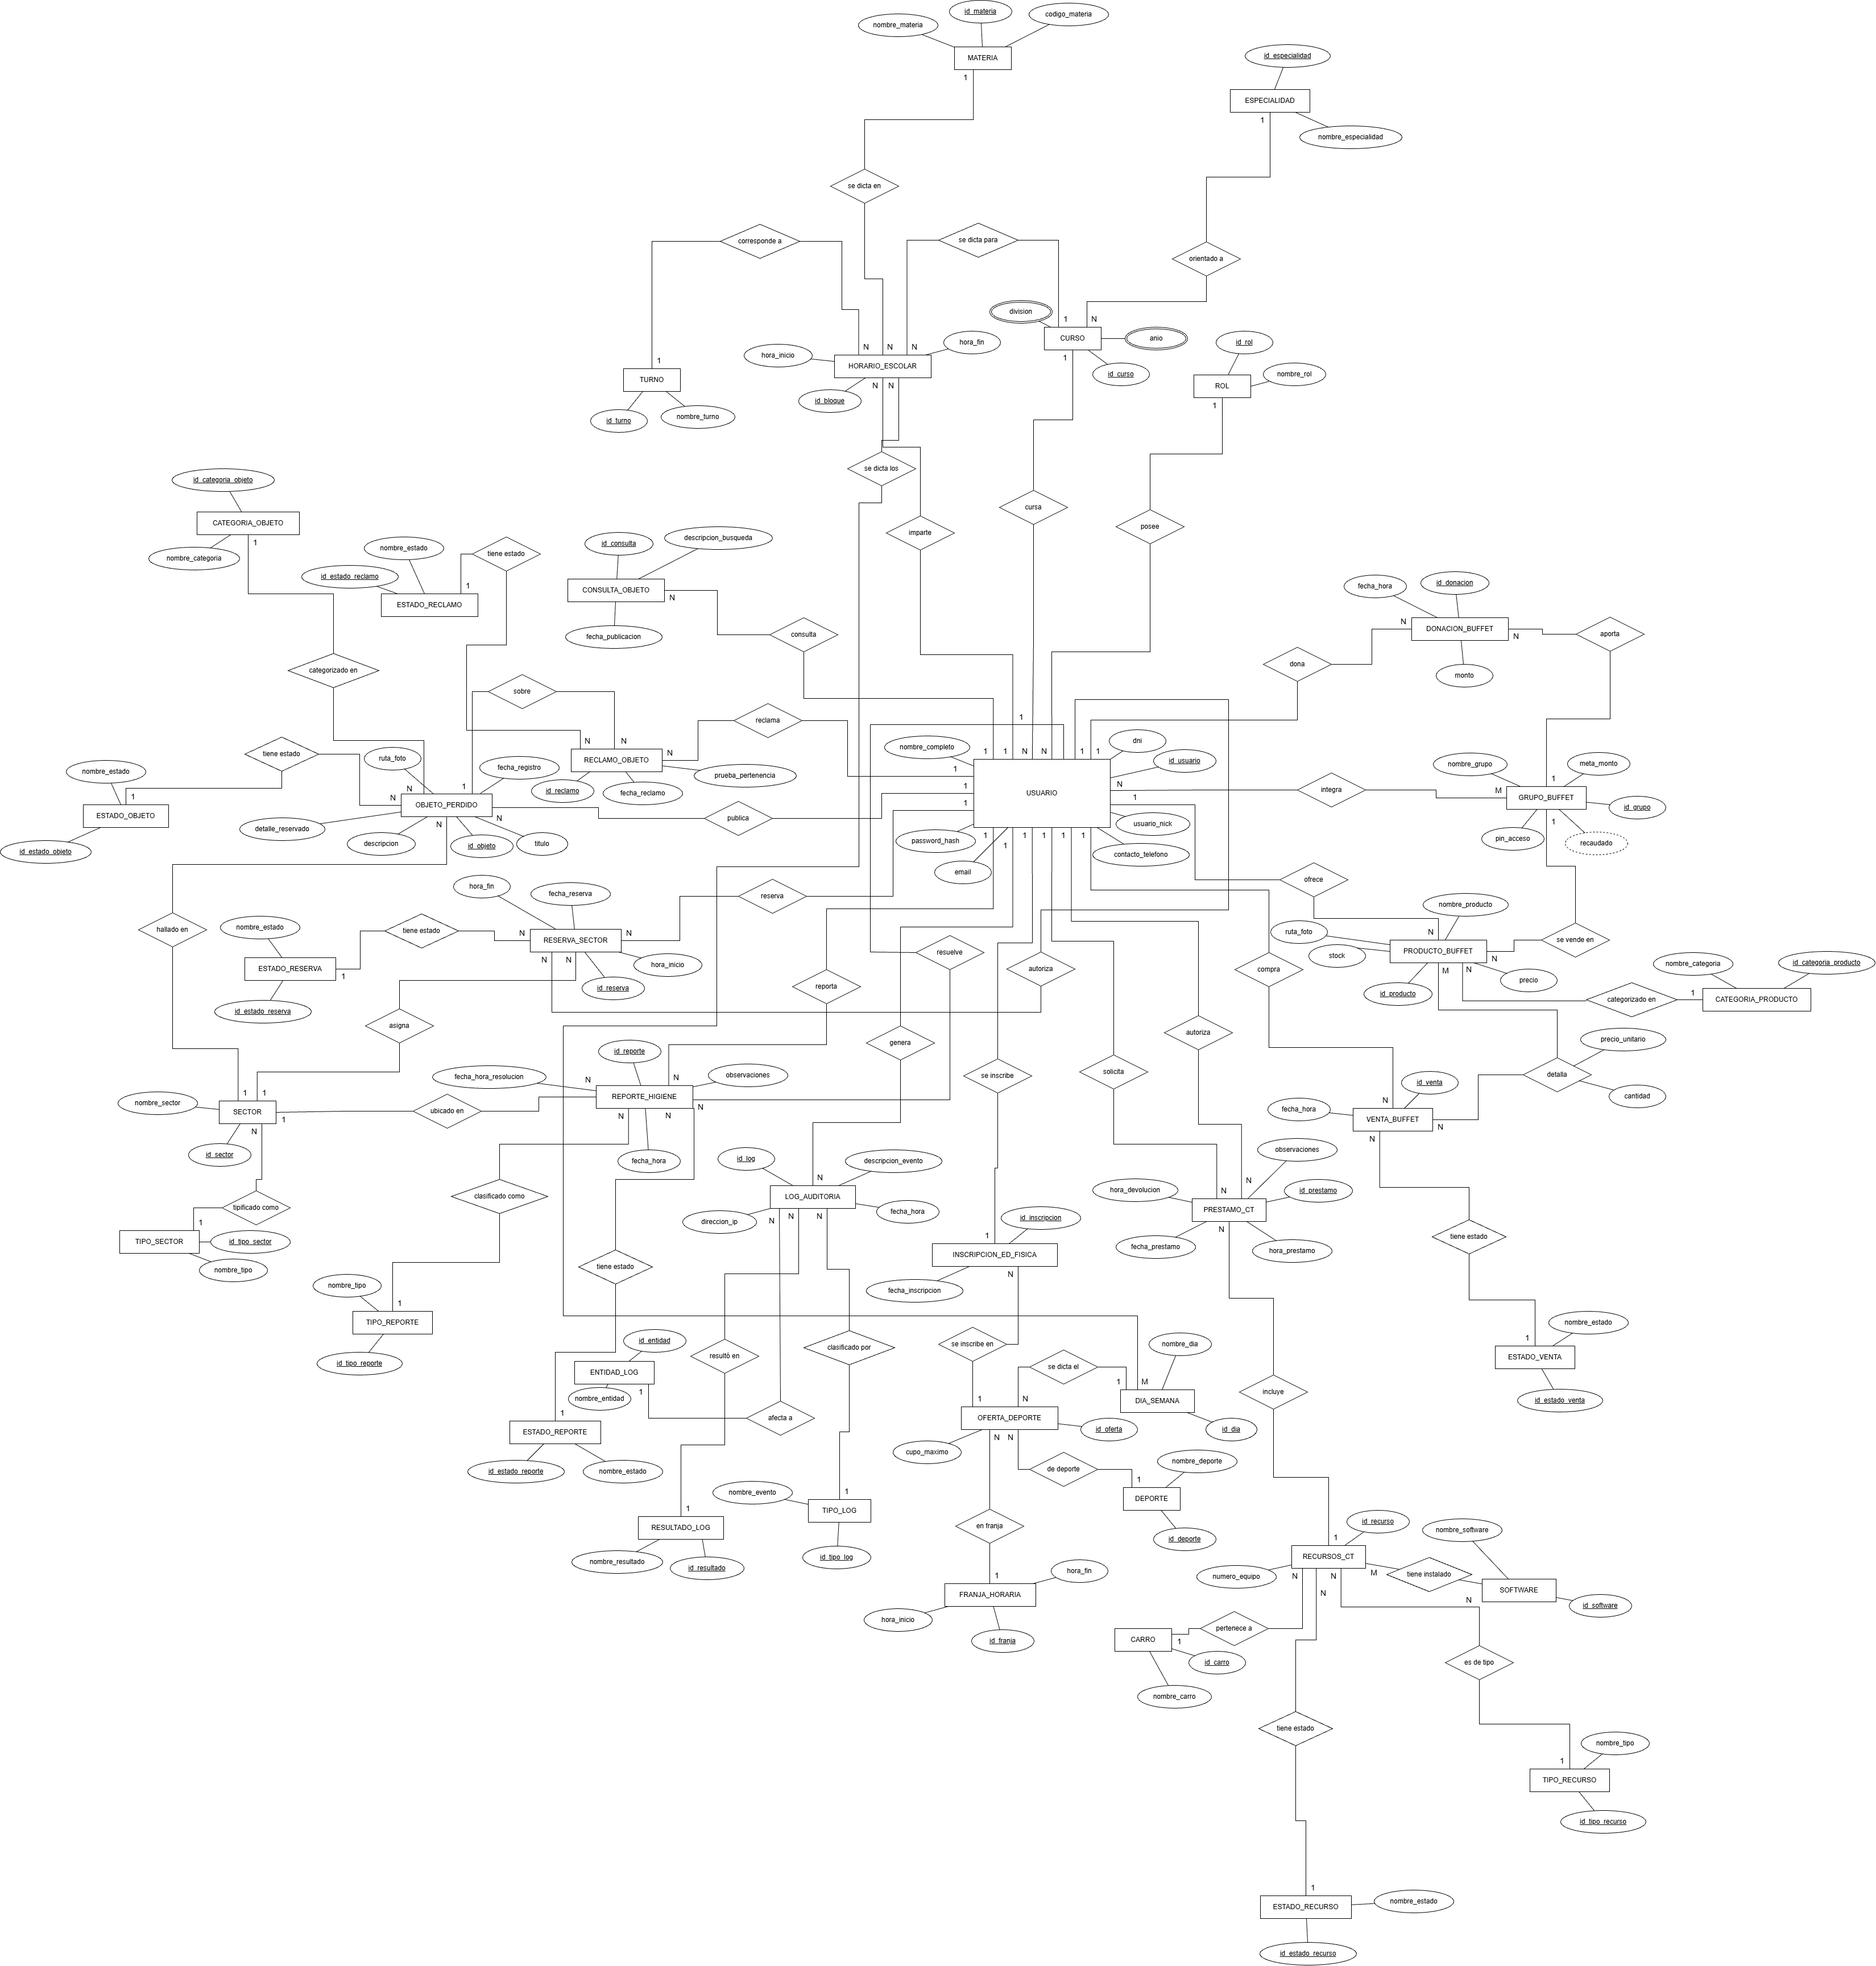 id_materia
codigo_materia
nombre_materia
MATERIA
1
id_especialidad
ESPECIALIDAD
1
nombre_especialidad
se dicta en
corresponde a
se dicta para
orientado a
division
1
N
CURSO
anio
1
id_curso
hora_fin
N
N
N
hora_inicio
HORARIO_ESCOLAR
N
N
id_bloque
1
TURNO
id_turno
nombre_turno
id_rol
nombre_rol
ROL
1
se dicta los
cursa
posee
imparte
id_categoria_objeto
CATEGORIA_OBJETO
1
nombre_categoria
nombre_estado
tiene estado
id_estado_reclamo
1
ESTADO_RECLAMO
id_consulta
descripcion_busqueda
CONSULTA_OBJETO
N
fecha_publicacion
consulta
fecha_hora
id_donacion
N
DONACION_BUFFET
N
aporta
monto
dona
categorizado en
sobre
reclama
1
N
N
N
RECLAMO_OBJETO
prueba_pertenencia
id_reclamo
fecha_reclamo
tiene estado
ruta_foto
fecha_registro
nombre_estado
1
ESTADO_OBJETO
id_estado_objeto
N
N
1
OBJETO_PERDIDO
N
N
detalle_reservado
descripcion
id_objeto
titulo
publica
nombre_completo
1
1
N
N
1
1
dni
id_usuario
1
1
1
USUARIO
N
1
password_hash
usuario_nick
contacto_telefono
email
1
1
1
1
1
1
integra
nombre_grupo
meta_monto
M
1
GRUPO_BUFFET
id_grupo
pin_acceso
1
recaudado
ofrece
nombre_producto
ruta_foto
N
PRODUCTO_BUFFET
N
stock
M
N
id_producto
precio
se vende en
nombre_categoria
id_categoria_producto
categorizado en
1
CATEGORIA_PRODUCTO
hallado en
hora_fin
fecha_reserva
reserva
nombre_estado
tiene estado
N
RESERVA_SECTOR
N
N
N
hora_inicio
id_reserva
ESTADO_RESERVA
1
id_estado_reserva
resuelve
autoriza
compra
reporta
asigna
genera
autoriza
se inscribe
solicita
precio_unitario
detalla
cantidad
id_venta
fecha_hora
N
VENTA_BUFFET
N
N
id_reporte
observaciones
fecha_hora_resolucion
N
N
REPORTE_HIGIENE
N
N
N
fecha_hora
nombre_sector
1
1
SECTOR
1
N
id_sector
ubicado en
tipificado como
1
TIPO_SECTOR
id_tipo_sector
nombre_tipo
clasificado como
id_log
descripcion_evento
N
LOG_AUDITORIA
direccion_ip
N
N
N
fecha_hora
observaciones
hora_devolucion
N
N
id_prestamo
PRESTAMO_CT
N
fecha_prestamo
hora_prestamo
id_inscripcion
1
INSCRIPCION_ED_FISICA
N
fecha_inscripcion
tiene estado
tiene estado
nombre_tipo
1
TIPO_REPORTE
id_tipo_reporte
resultó en
clasificado por
id_entidad
ENTIDAD_LOG
1
nombre_entidad
afecta a
1
ESTADO_REPORTE
id_estado_reporte
nombre_estado
se inscribe en
se dicta el
nombre_dia
1
M
DIA_SEMANA
id_dia
1
N
OFERTA_DEPORTE
id_oferta
cupo_maximo
N
N
de deporte
nombre_deporte
1
DEPORTE
id_deporte
incluye
nombre_estado
1
ESTADO_VENTA
id_estado_venta
nombre_evento
1
TIPO_LOG
id_tipo_log
1
RESULTADO_LOG
nombre_resultado
id_resultado
en franja
1
hora_fin
FRANJA_HORARIA
hora_inicio
id_franja
id_recurso
1
RECURSOS_CT
numero_equipo
N
N
N
M
tiene instalado
nombre_software
SOFTWARE
N
id_software
pertenece a
CARRO
1
id_carro
nombre_carro
es de tipo
tiene estado
nombre_tipo
1
TIPO_RECURSO
id_tipo_recurso
1
ESTADO_RECURSO
nombre_estado
id_estado_recurso